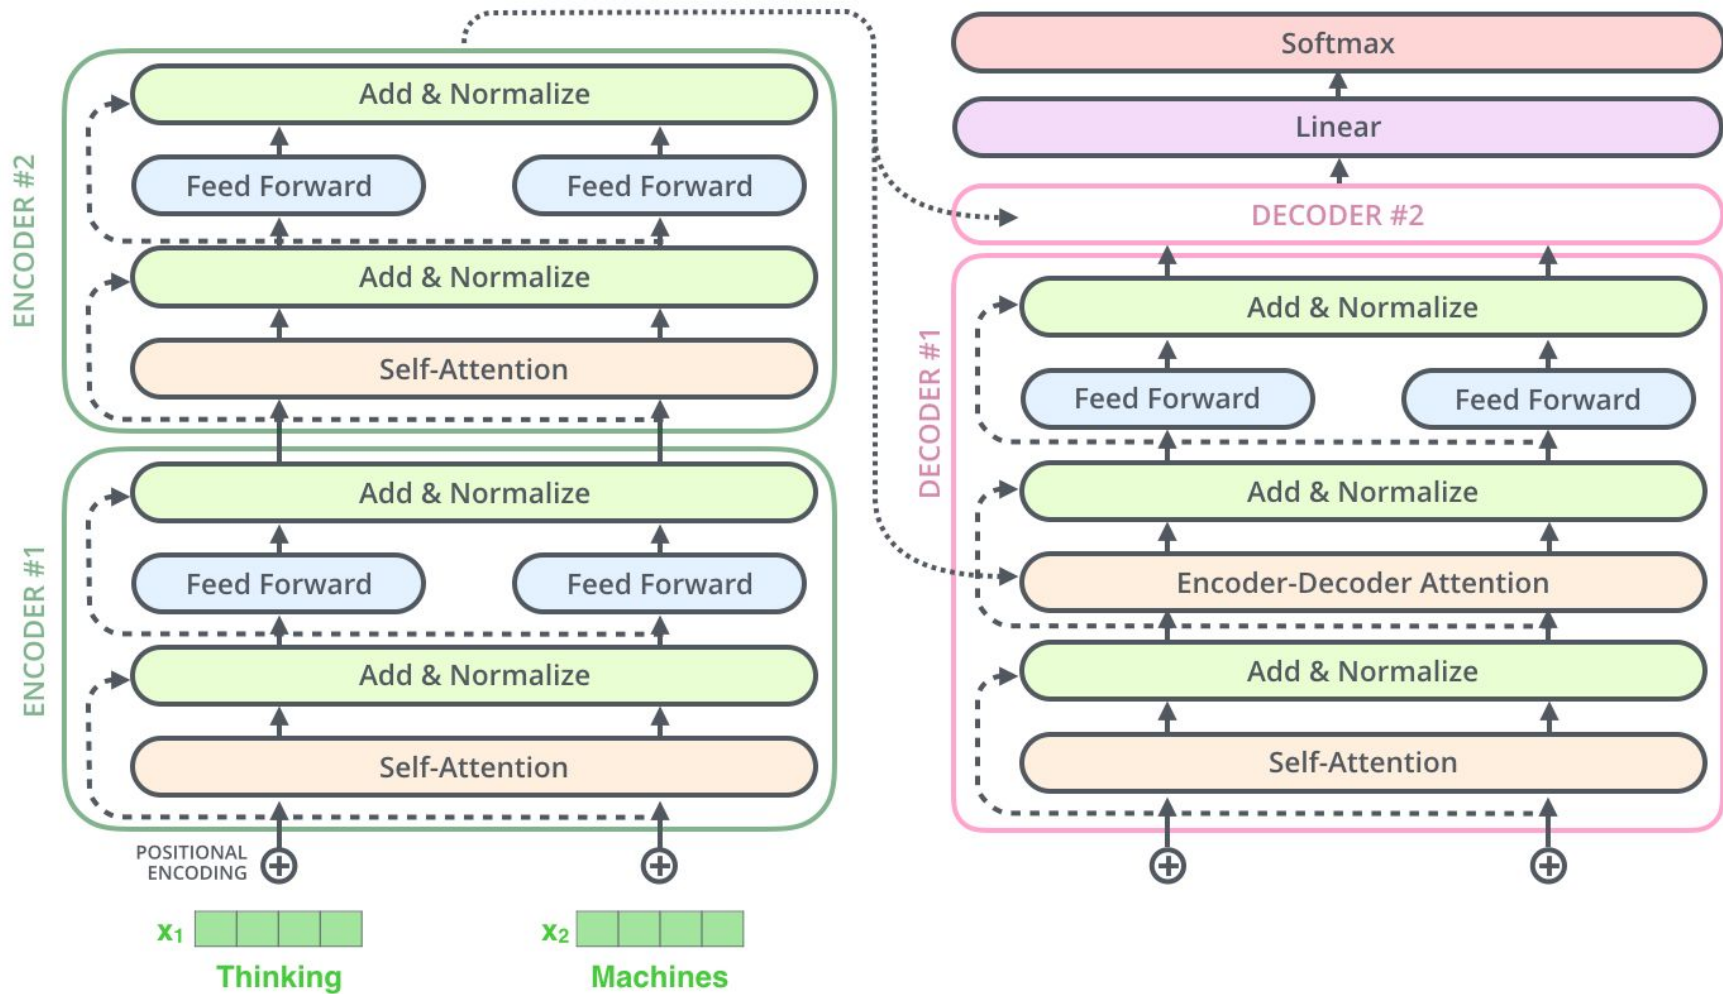 ENCODER #2
Add & Normalize
Feed Forward
Feed Forward
Add & Normalize
Self-Attention
ENCODER #1
Add & Normalize
Feed Forward
Feed Forward
Add & Normalize
Self-Attention
POSITIONAL
ENCODING
x₁
x₂
Thinking
Machines
Softmax
Linear
DECODER #2
DECODER #1
Add & Normalize
Feed Forward
Feed Forward
Add & Normalize
Encoder-Decoder Attention
Add & Normalize
Self-Attention